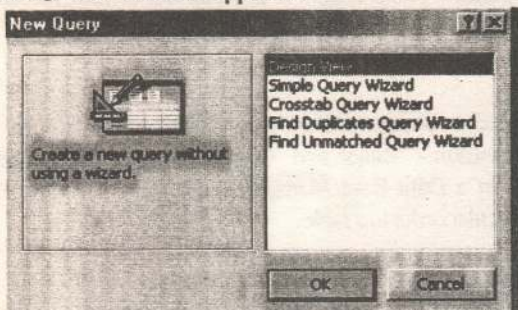 New Query
Create a new query without
using a wizard.
Design View
Simple Query Wizard
Crosstab Query Wizard
Find Duplicates Query Wizard
Find Unmatched Query Wizard
OK
Cancel